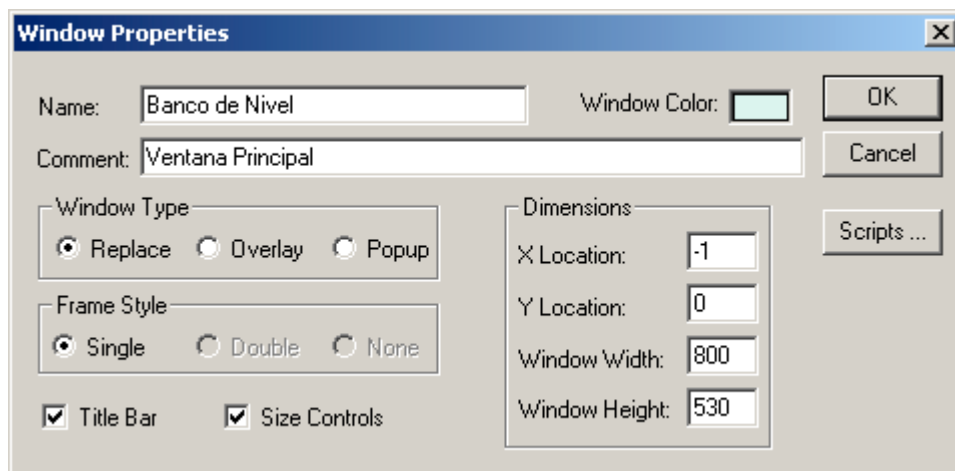 Window Properties
Name: Banco de Nivel Window Color: OK
Comment: Ventana Principal Cancel
Window Type
Replace Overlay Popup
Frame Style
Single Double None
Title Bar Size Controls
Dimensions
X Location: -1
Y Location: 0
Window Width: 800
Window Height: 530
Scripts ...